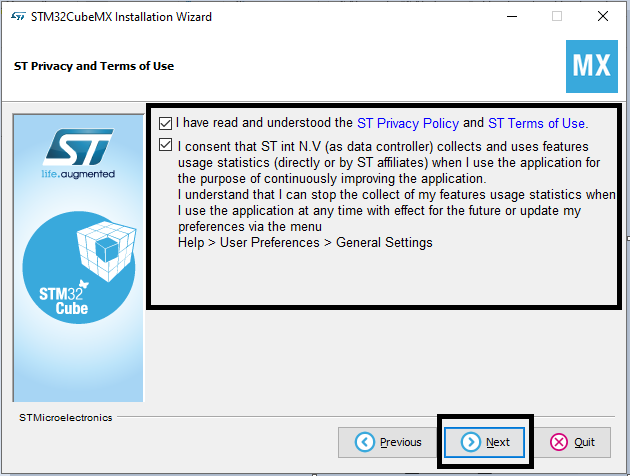 STM32CubeMX Installation Wizard
ST Privacy and Terms of Use
MX
I have read and understood the ST Privacy Policy and ST Terms of Use.
I consent that ST int N.V (as data controller) collects and uses features
usage statistics (directly or by ST affiliates) when I use the application for
the purpose of continuously improving the application.
I understand that I can stop the collect of my features usage statistics when
I use the application at any time with effect for the future or update my
preferences via the menu
Help > User Preferences > General Settings
ST
life.augmented
STM32
Cube
STMicroelectronics
Previous
Next
Quit